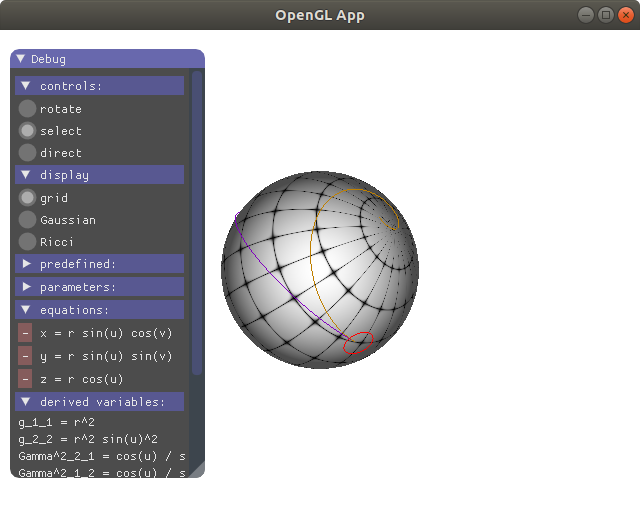 OpenGL App
Debug
controls:
rotate
select
direct
display
grid
Gaussian
Ricci
predefined:
parameters:
equations:
- x = r sin(u) cos(v)
- y = r sin(u) sin(v)
- z = r cos(u)
derived variables:
g_1_1 = r^2
g_2_2 = r^2 sin(u)^2
Gamma^2_2_1 = cos(u) / s
Gamma^2_1_2 = cos(u) / s